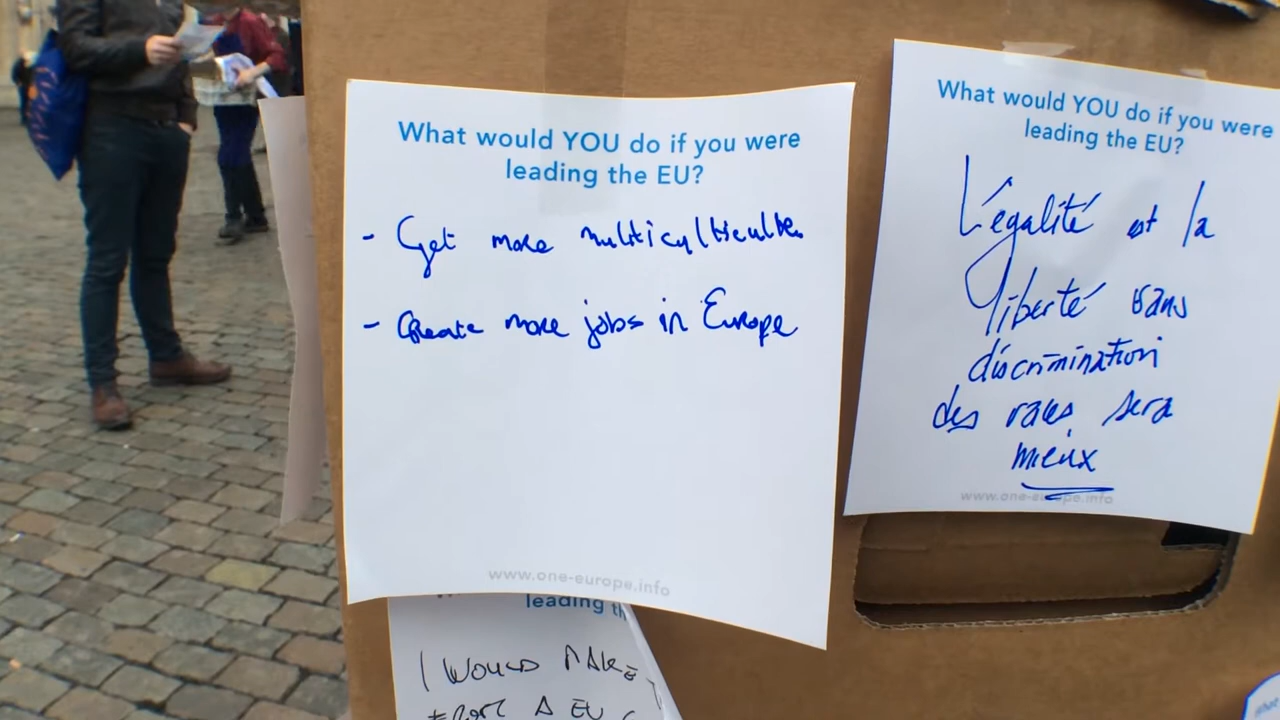 What would YOU do if you were
leading the EU?
- Get more
- Create more jobs in Europe
www.one-europe.info
What would YOU do if you were
leading the EU?
L'égalité et la
liberté sans
discrimination
des races sera
mieux
www.one-europe.info
leading th
I WOULD MAKE
A EU